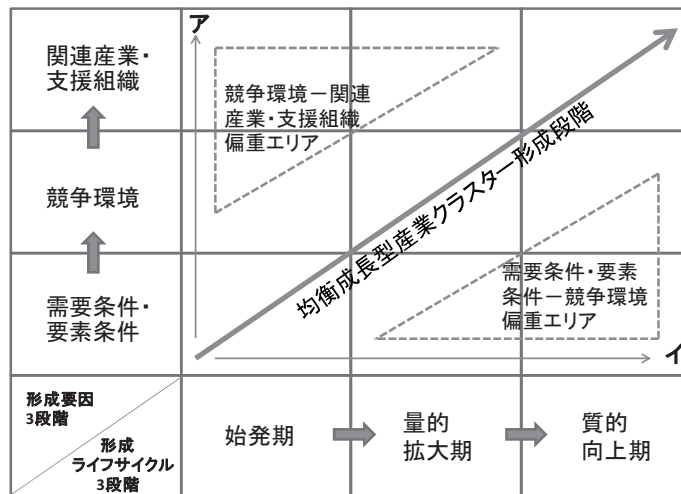 ア
関連産業・
支援組織
競争環境－関連
産業・支援組織
偏重エリア
競争環境
均衡成長型産業クラスター形成段階
需要条件・
要素条件
需要条件・要素
条件－競争環境
偏重エリア
イ
形成要因
3段階
形成
ライフサイクル
3段階
始発期
量的
拡大期
質的
向上期